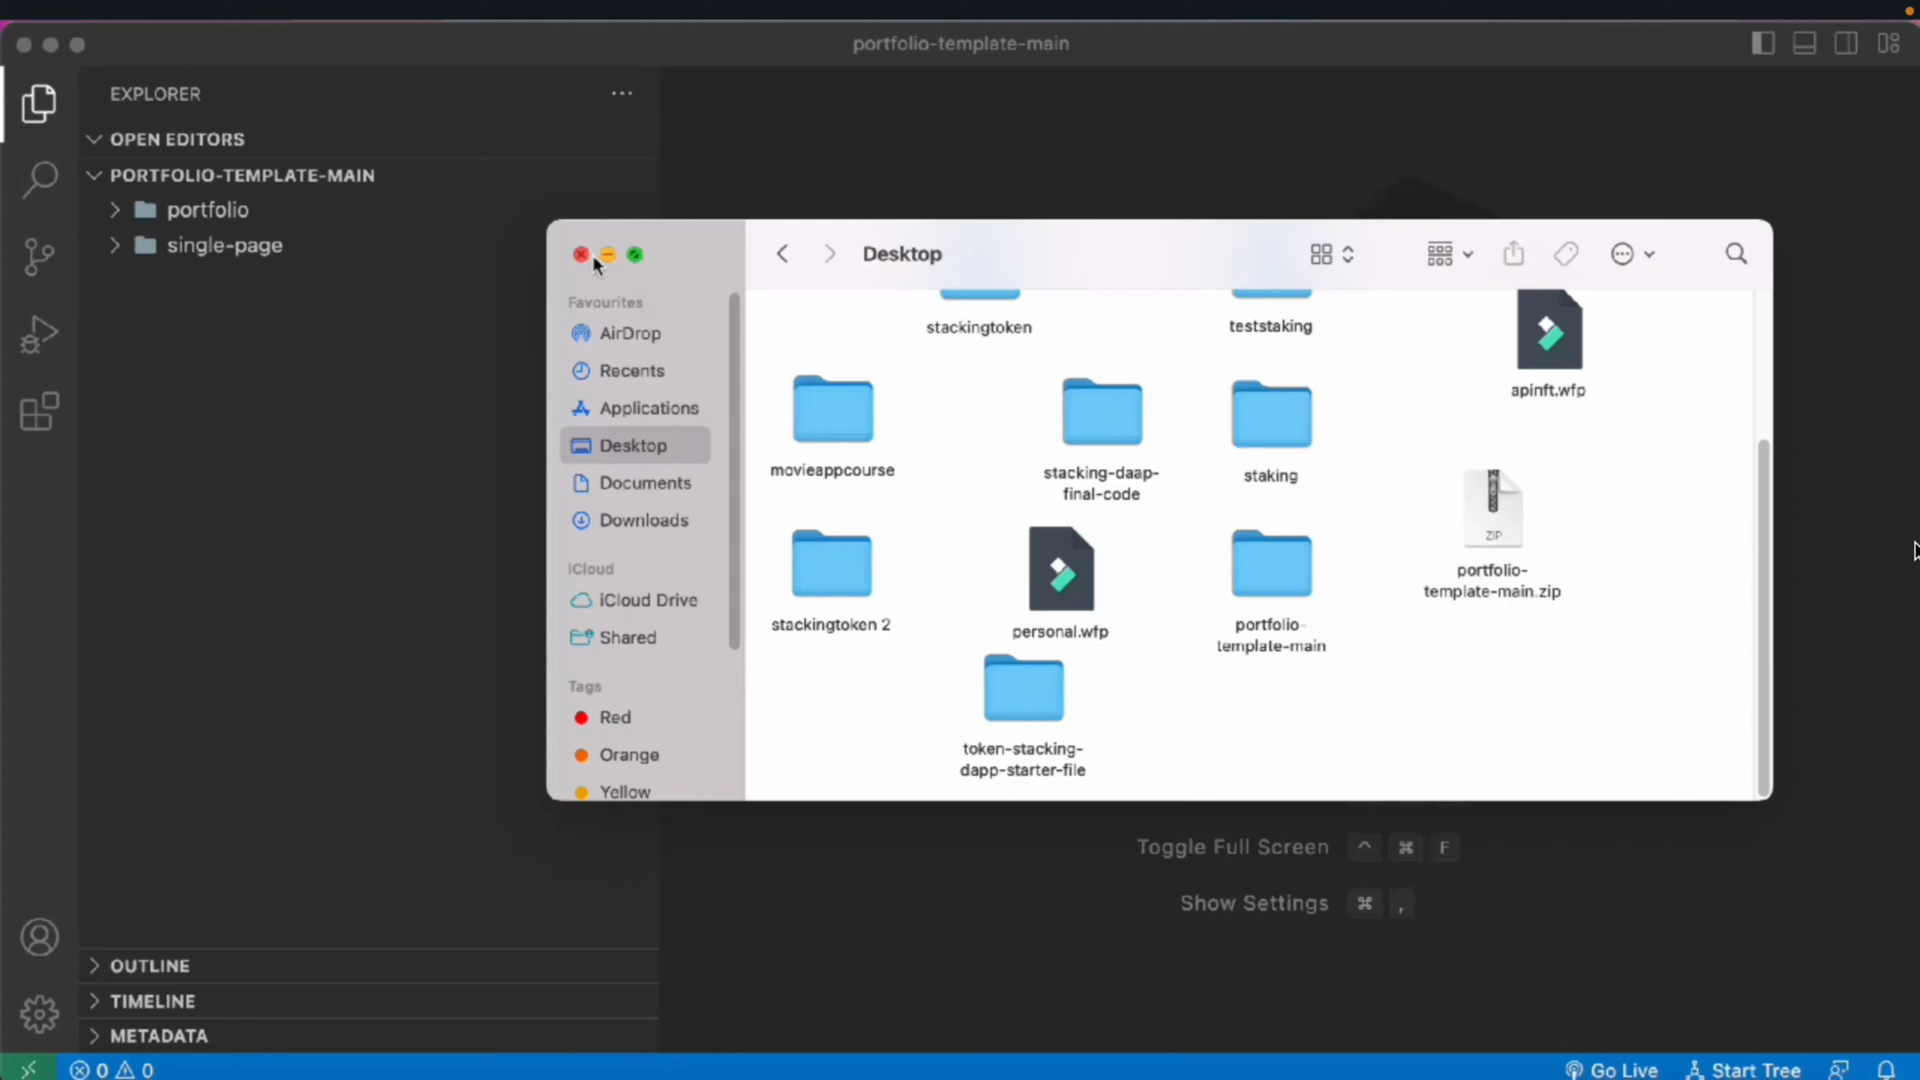 portfolio-template-main
EXPLORER
OPEN EDITORS
PORTFOLIO-TEMPLATE-MAIN
portfolio
single-page
Desktop
Favourites
AirDrop
Recents
Applications
Desktop
Documents
Downloads
iCloud
iCloud Drive
Shared
Tags
Red
Orange
Yellow
stackingtoken
teststaking
apinft.wfp
movieappcourse
stacking-daap-
final-code
staking
ZIP
portfolio-
template-main.zip
stackingtoken 2
personal.wfp
portfolio-
template-main
token-stacking-
dapp-starter-file
Toggle Full Screen ^ ⌘ F
Show Settings ⌘ ,
OUTLINE
TIMELINE
METADATA
0 0
Go Live
Start Tree